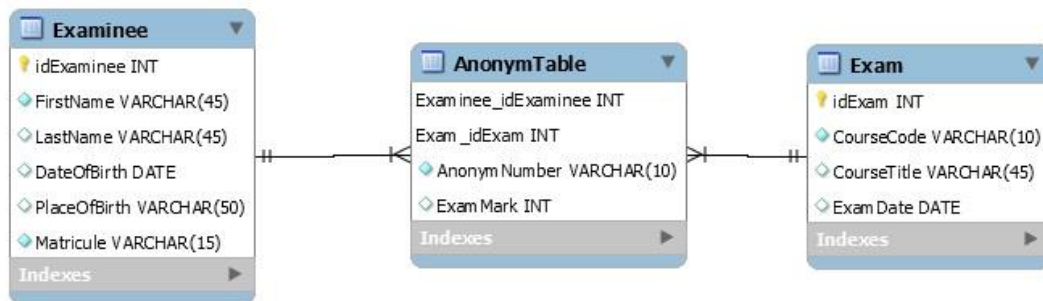 Examinee
idExaminee INT
FirstName VARCHAR(45)
LastName VARCHAR(45)
DateOfBirth DATE
PlaceOfBirth VARCHAR(50)
Matricule VARCHAR(15)
Indexes
AnonymTable
Examinee_idExaminee INT
Exam_idExam INT
AnonymNumber VARCHAR(10)
ExamMark INT
Indexes
Exam
idExam INT
CourseCode VARCHAR(10)
CourseTitle VARCHAR(45)
ExamDate DATE
Indexes